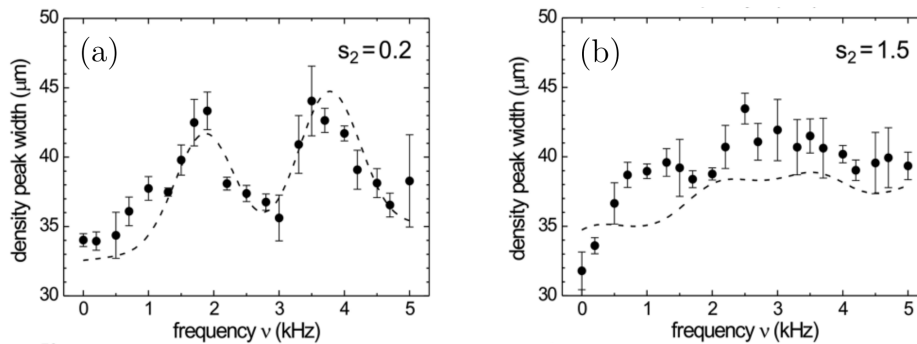 (a)
s2=0.2
50
45
40
35
30
density peak width (μm)
0 1 2 3 4 5
frequency ν (kHz)
(b)
s2=1.5
50
45
40
35
30
density peak width (μm)
0 1 2 3 4 5
frequency ν (kHz)